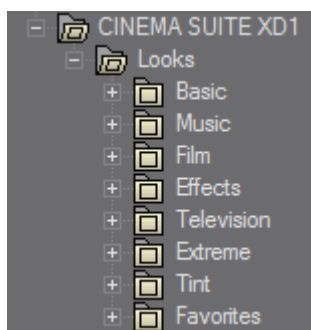 CINEMA SUITE XD1
Looks
Basic
Music
Film
Effects
Television
Extreme
Tint
Favorites